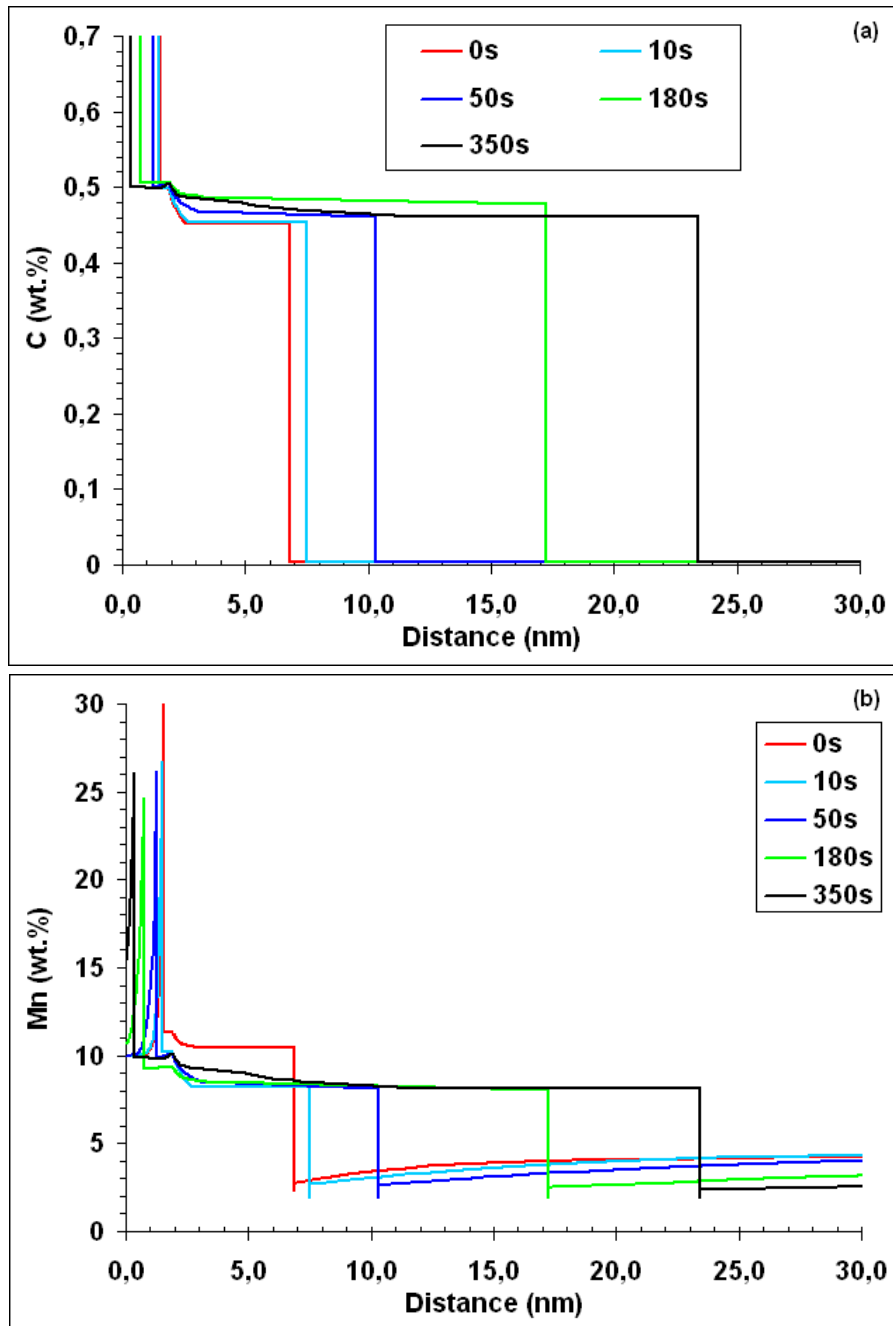 (a)
0s 10s
50s 180s
350s
0,7
0,6
0,5
0,4
0,3
0,2
0,1
0
C (wt.%)
0,0 5,0 10,0 15,0 20,0 25,0 30,0
Distance (nm)
(b)
0s
10s
50s
180s
350s
30
25
20
15
10
5
0
Mn (wt.%)
0,0 5,0 10,0 15,0 20,0 25,0 30,0
Distance (nm)